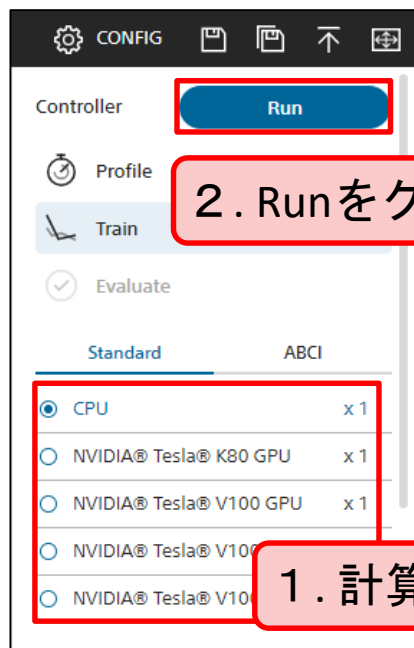 CONFIG
Controller
Run
Profile
2.Runをク
Train
Evaluate
Standard ABCI
CPU x 1
NVIDIA® Tesla® K80 GPU x 1
NVIDIA® Tesla® V100 GPU x 1
NVIDIA® Tesla® V100
NVIDIA® Tesla® V100
1.計算